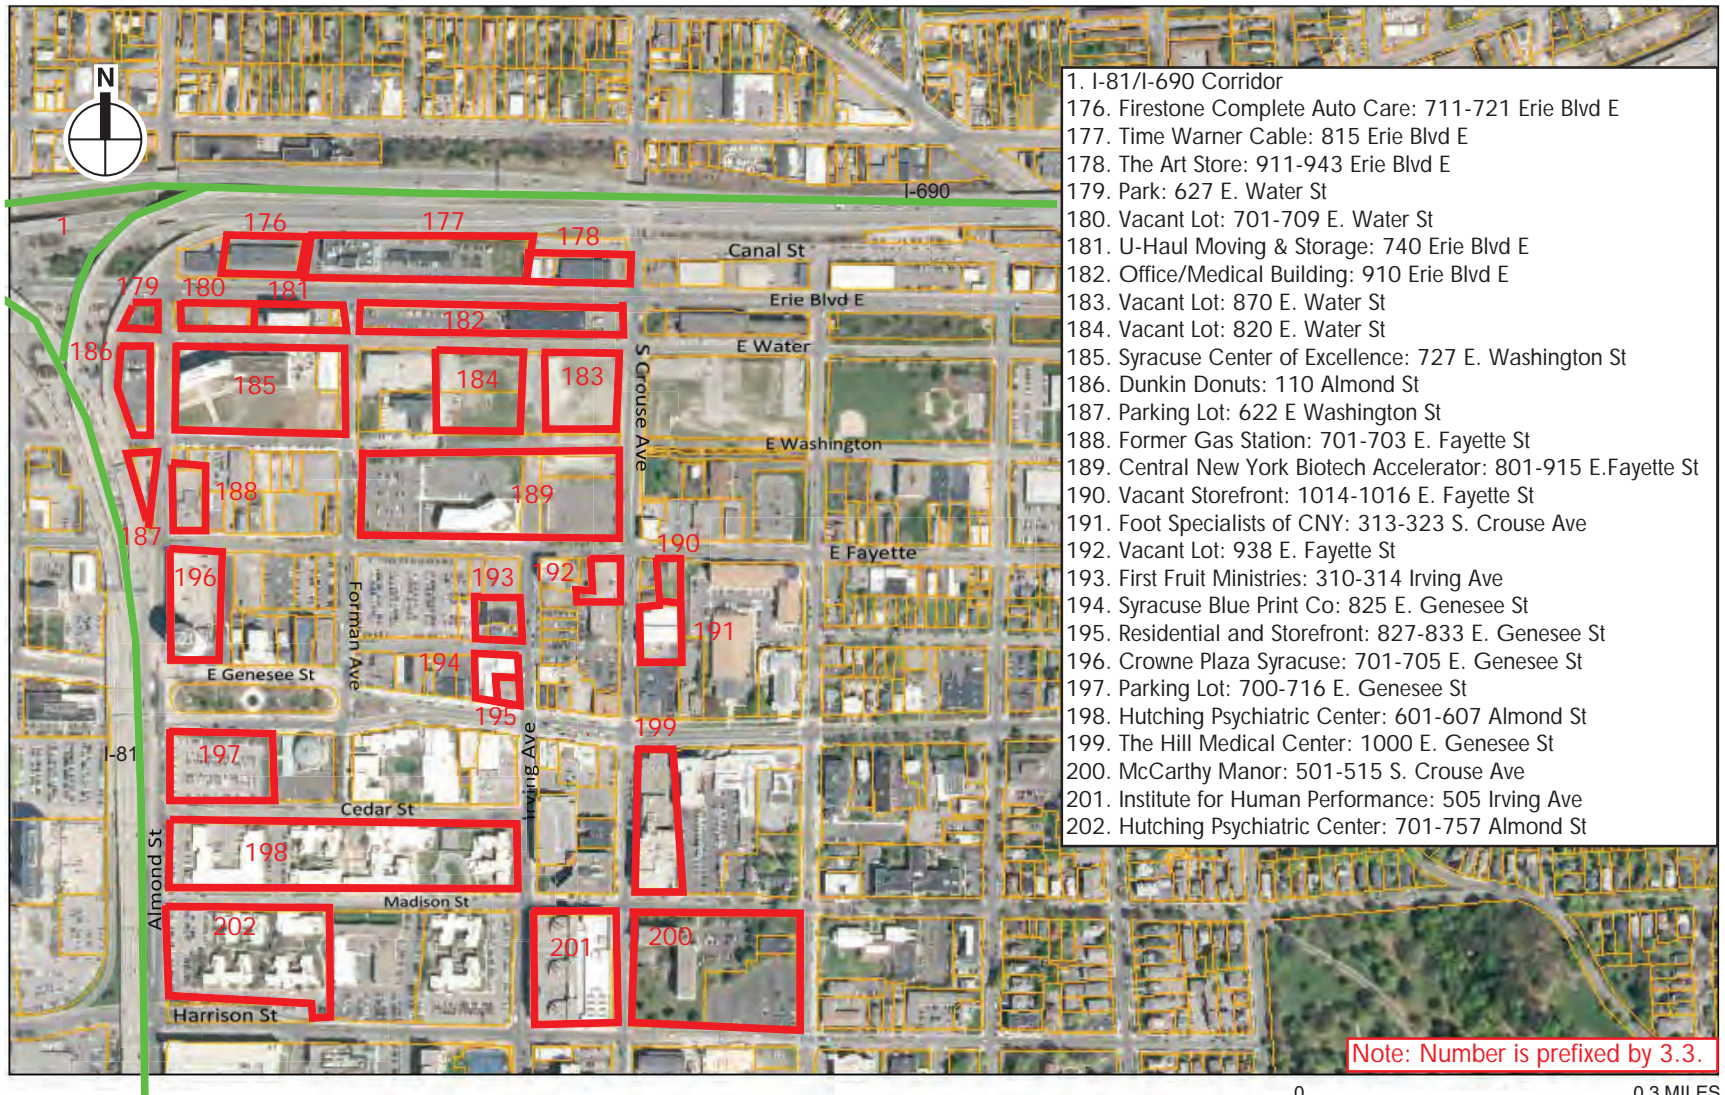 N
1. I-81/I-690 Corridor
176. Firestone Complete Auto Care: 711-721 Erie Blvd E
177. Time Warner Cable: 815 Erie Blvd E
178. The Art Store: 911-943 Erie Blvd E
179. Park: 627 E. Water St
180. Vacant Lot: 701-709 E. Water St
181. U-Haul Moving & Storage: 740 Erie Blvd E
182. Office/Medical Building: 910 Erie Blvd E
183. Vacant Lot: 870 E. Water St
184. Vacant Lot: 820 E. Water St
185. Syracuse Center of Excellence: 727 E. Washington St
186. Dunkin Donuts: 110 Almond St
187. Parking Lot: 622 E Washington St
188. Former Gas Station: 701-703 E. Fayette St
189. Central New York Biotech Accelerator: 801-915 E.Fayette St
190. Vacant Storefront: 1014-1016 E. Fayette St
191. Foot Specialists of CNY: 313-323 S. Crouse Ave
192. Vacant Lot: 938 E. Fayette St
193. First Fruit Ministries: 310-314 Irving Ave
194. Syracuse Blue Print Co: 825 E. Genesee St
195. Residential and Storefront: 827-833 E. Genesee St
196. Crowne Plaza Syracuse: 701-705 E. Genesee St
197. Parking Lot: 700-716 E. Genesee St
198. Hutching Psychiatric Center: 601-607 Almond St
199. The Hill Medical Center: 1000 E. Genesee St
200. McCarthy Manor: 501-515 S. Crouse Ave
201. Institute for Human Performance: 505 Irving Ave
202. Hutching Psychiatric Center: 701-757 Almond St
I-690
1
176
177
178
Canal St
179
180
181
Erie Blvd E
182
E Water
186
185
184
183
S Crouse Ave
E Washington
188
189
187
190
E Fayette
196
193
192
Forman Ave
191
194
E Genesee St
195
199
I-81
197
Irving Ave
Cedar St
198
Almond St
Madison St
202
201
200
Harrison St
Note: Number is prefixed by 3.3.
0
0.3 MILES